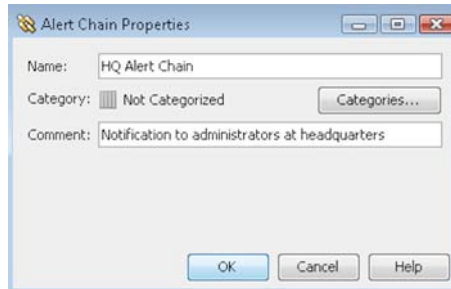 Alert Chain Properties
Name: HQ Alert Chain
Category: Not Categorized Categories...
Comment: Notification to administrators at headquarters
OK Cancel Help